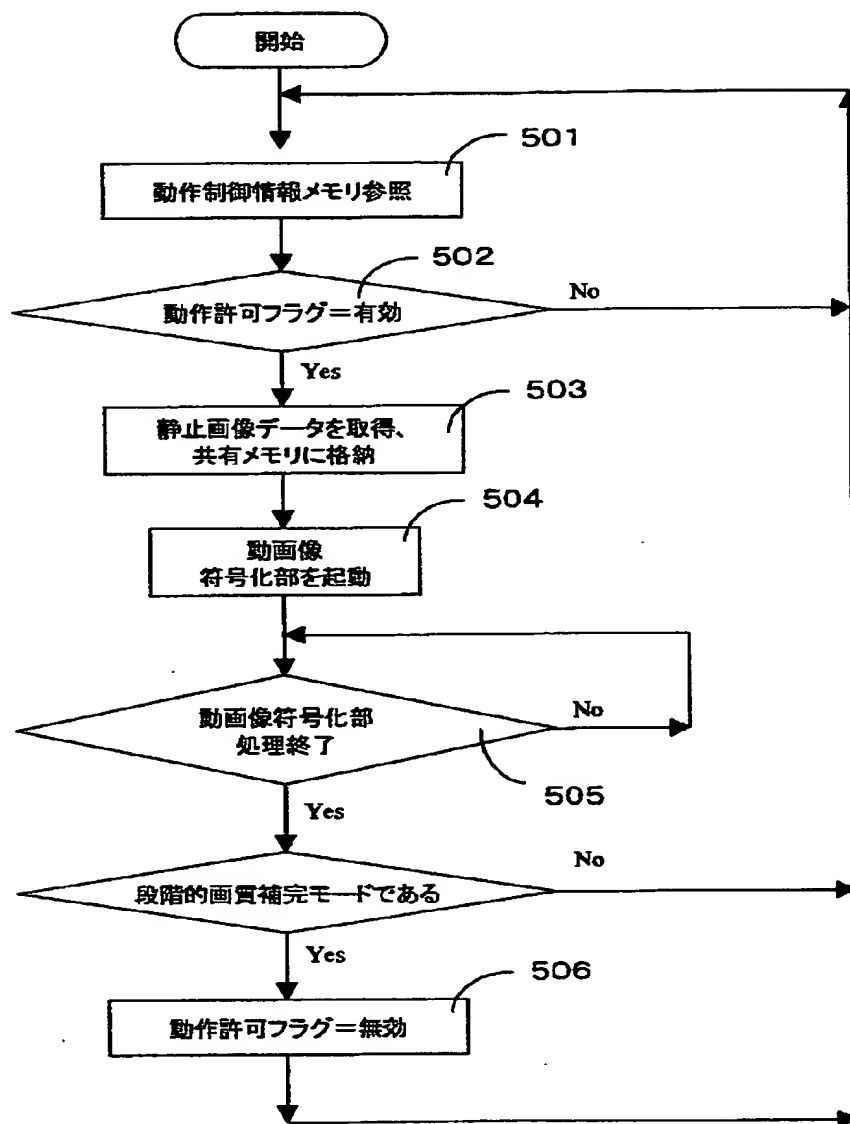 開始
501
動作制御情報メモリ参照
502
動作許可フラグ＝有効
No
Yes
503
静止画像データを取得、
共有メモリに格納
504
動画像
符号化部を起動
動画像符号化部
処理終了
No
505
Yes
段階的画質補完モードである
No
Yes
506
動作許可フラグ＝無効